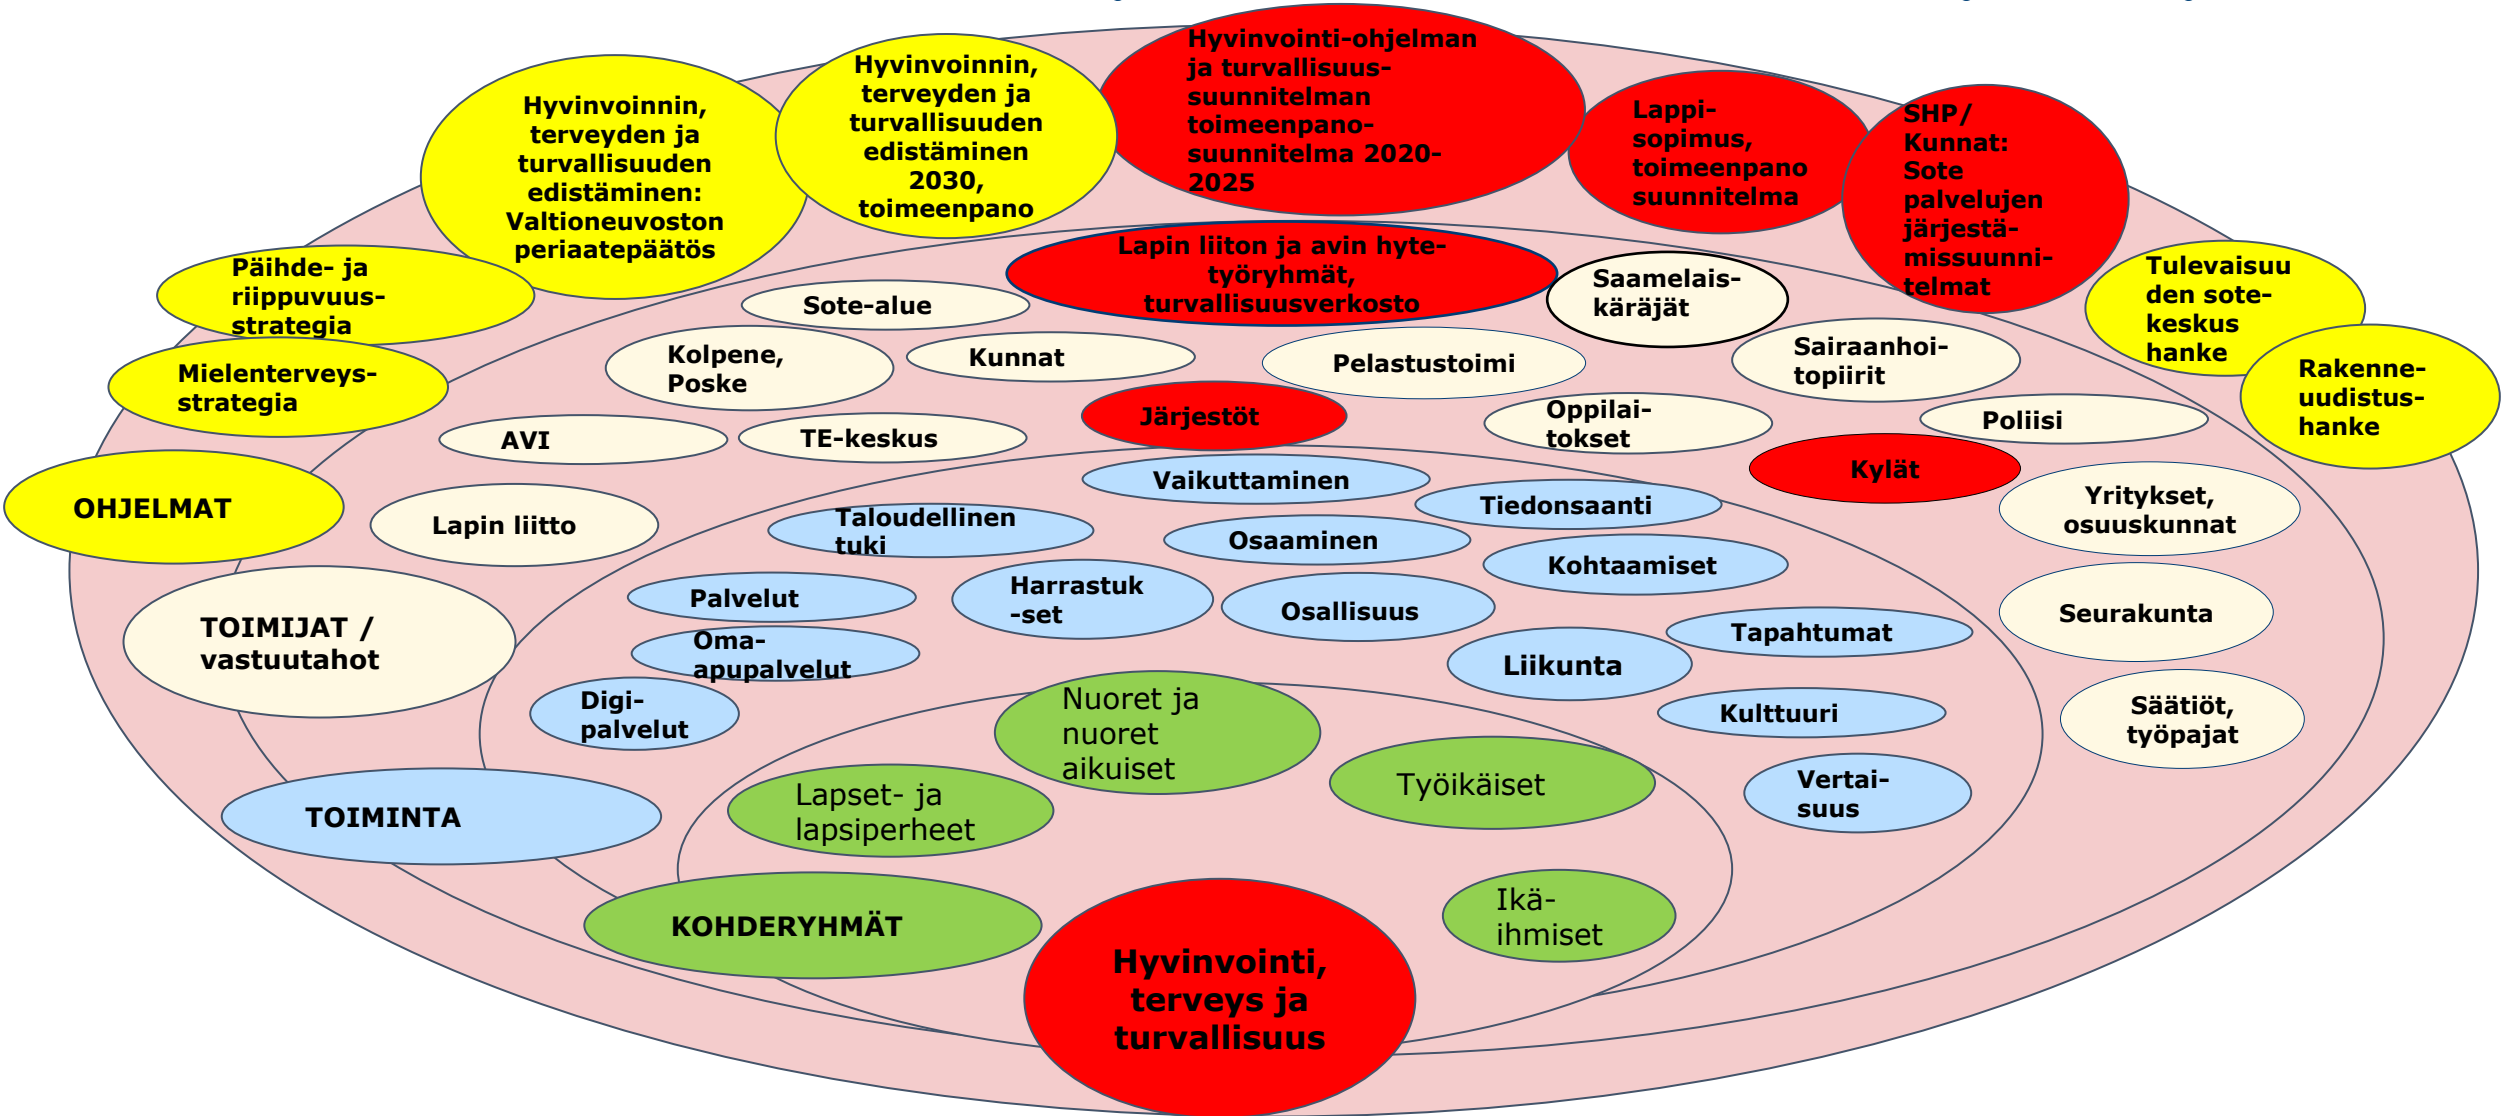 Hyvinvointi-ohjelman
ja turvallisuus-
suunnitelman
toimeenpano-
suunnitelma 2020-
2025
Hyvinvoinnin,
terveyden ja
turvallisuuden
edistäminen
2030,
toimeenpano
Hyvinvoinnin,
terveyden ja
turvallisuuden
edistäminen:
Valtioneuvoston
periaatepäätös
Lappi-
sopimus,
toimeenpano
suunnitelma
SHP/
Kunnat:
Sote
palvelujen
järjestä-
missuunni-
telmat
Päihde- ja
riippuvuus-
strategia
Mielenterveys-
strategia
Tulevaisuu
den sote-
keskus
hanke
Rakenne-
uudistus-
hanke
OHJELMAT
Lapin liiton ja avin hyte-
työryhmät,
turvallisuusverkosto
Saamelais-
käräjät
Sote-alue
Kolpene,
Poske
Kunnat
Pelastustoimi
Sairaanhoi-
topiirit
Järjestöt
Oppilai-
tokset
Poliisi
AVI
TE-keskus
Kylät
Lapin liitto
Yritykset,
osuuskunnat
TOIMIJAT /
vastuutahot
Seurakunta
Säätiöt,
työpajat
Vaikuttaminen
Tiedonsaanti
Taloudellinen
tuki
Osaaminen
Kohtaamiset
Palvelut
Harrastuk
-set
Osallisuus
Tapahtumat
Oma-
apupalvelut
Liikunta
Digi-
palvelut
Kulttuuri
Vertai-
suus
TOIMINTA
Nuoret ja
nuoret
aikuiset
Työikäiset
Lapset- ja
lapsiperheet
Ikä-
ihmiset
KOHDERYHMÄT
Hyvinvointi,
terveys ja
turvallisuus